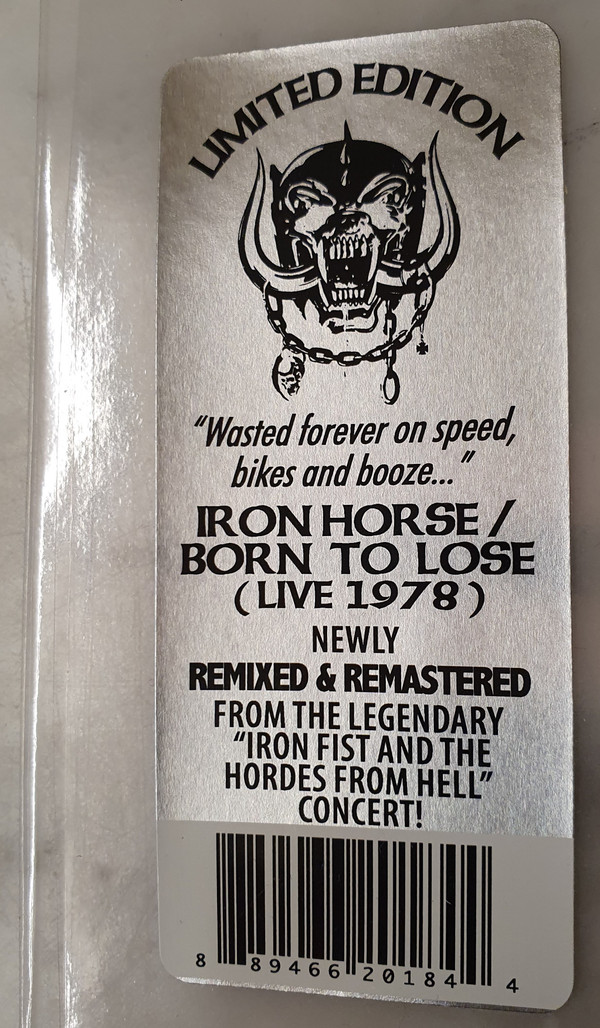 LIMITED EDITION
“Wasted forever on speed,
bikes and booze...”
IRON HORSE /
BORN TO LOSE
(LIVE 1978)
NEWLY
REMIXED & REMASTERED
FROM THE LEGENDARY
“IRON FIST AND THE
HORDES FROM HELL”
CONCERT!
8 89466 20184 4